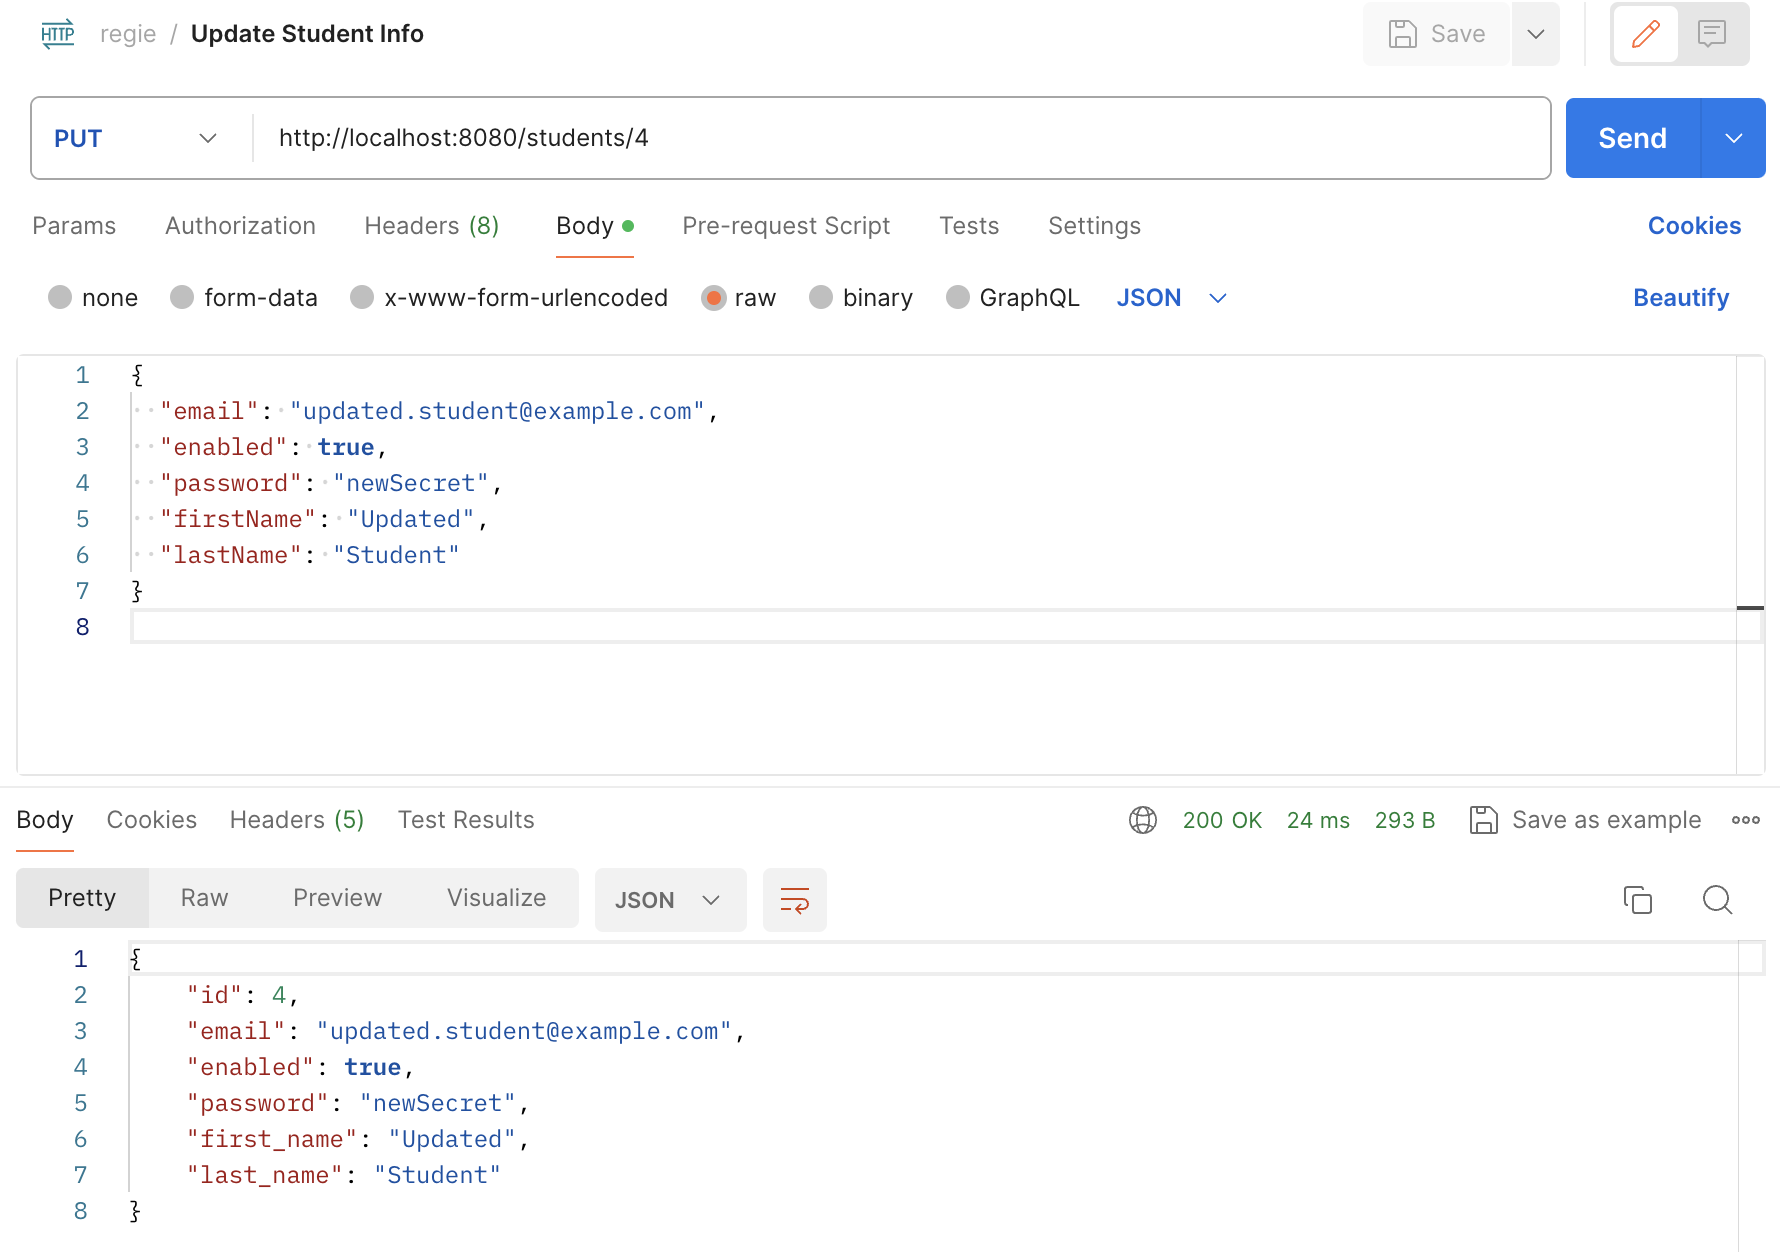 HTTP regie / Update Student Info Save
PUT http://localhost:8080/students/4 Send
Params Authorization Headers (8) Body Pre-request Script Tests Settings Cookies
none form-data x-www-form-urlencoded raw binary GraphQL JSON Beautify
1 {
2 "email": "updated.student@example.com",
3 "enabled": true,
4 "password": "newSecret",
5 "firstName": "Updated",
6 "lastName": "Student"
7 }
8
Body Cookies Headers (5) Test Results 200 OK 24 ms 293 B Save as example
Pretty Raw Preview Visualize JSON
1 {
2 "id": 4,
3 "email": "updated.student@example.com",
4 "enabled": true,
5 "password": "newSecret",
6 "first_name": "Updated",
7 "last_name": "Student"
8 }